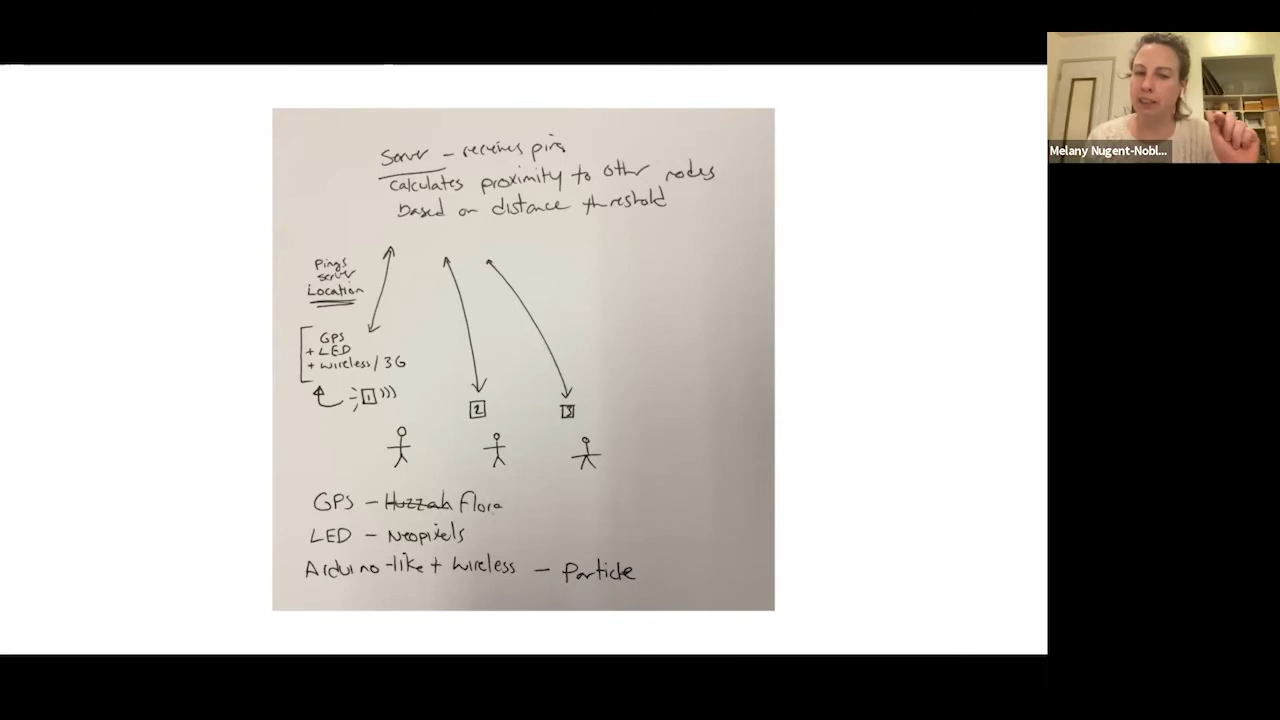 Server - receives pings
calculates proximity to other nodes
based on distance threshold
Pings
server
Location
GPS
+ LED
+ wireless/3G
1
2
3
GPS - Huzzah Flora
LED - Neopixels
Arduino-like + wireless - Particle
Melany Nugent-Nobl...